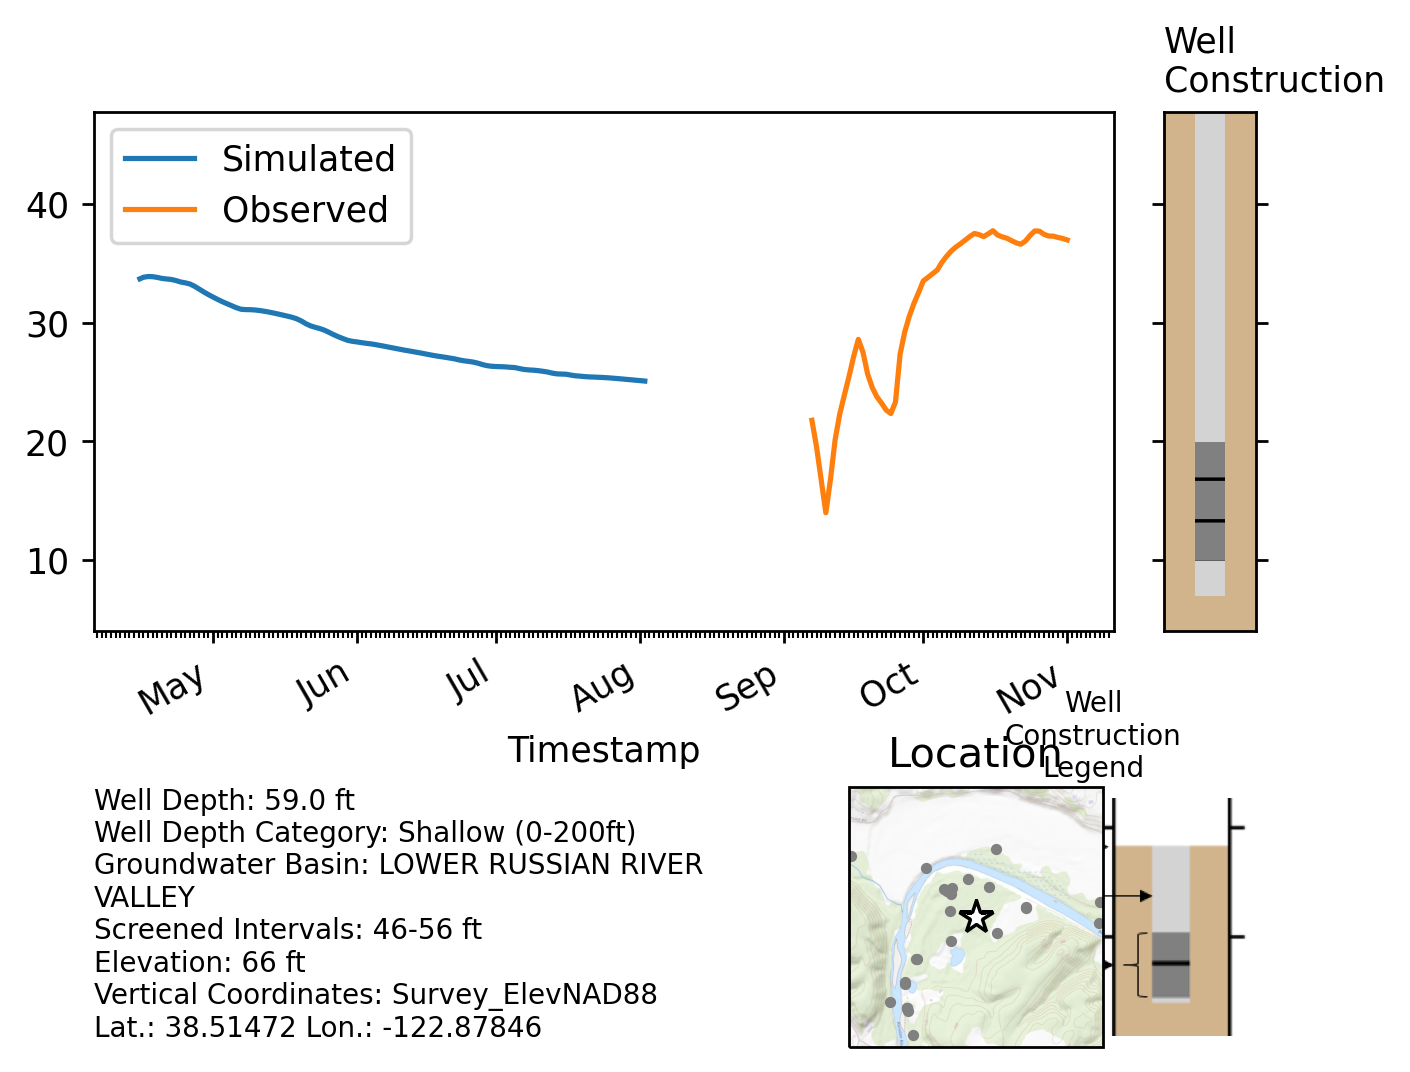 Well
Construction
Simulated
Observed
40
30
20
10
May
Jun
Jul
Aug
Sep
Oct
Nov
Timestamp
Well
Construction
Legend
Location
Well Depth: 59.0 ft
Well Depth Category: Shallow (0-200ft)
Groundwater Basin: LOWER RUSSIAN RIVER
VALLEY
Screened Intervals: 46-56 ft
Elevation: 66 ft
Vertical Coordinates: Survey_ElevNAD88
Lat.: 38.51472 Lon.: -122.87846